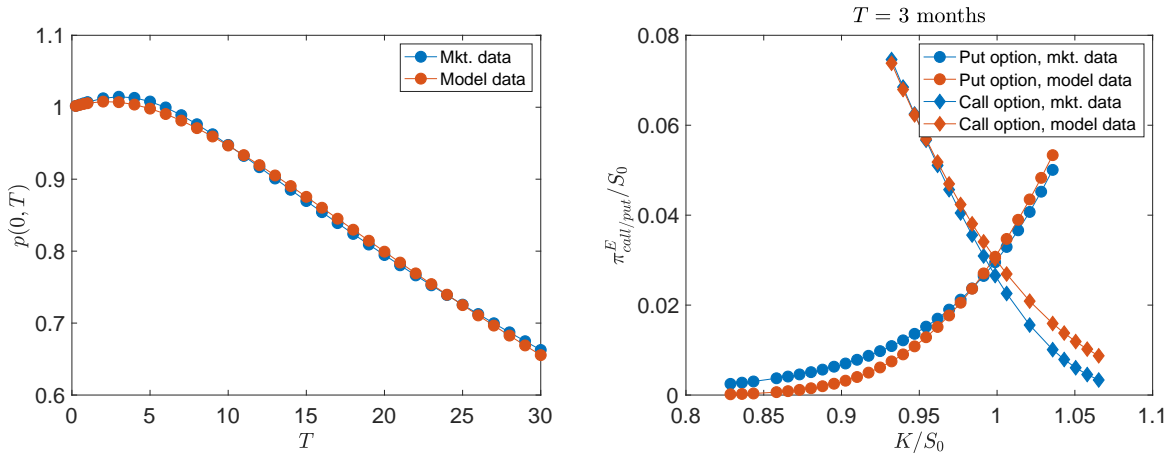 1.1
1
0.9
0.8
0.7
0.6
p(0, T)
0 5 10 15 20 25 30
T
Mkt. data
Model data
T = 3 months
0.08
0.06
0.04
0.02
0
π^E_{call/put}/S_0
0.8 0.85 0.9 0.95 1 1.05 1.1
K/S_0
Put option, mkt. data
Put option, model data
Call option, mkt. data
Call option, model data